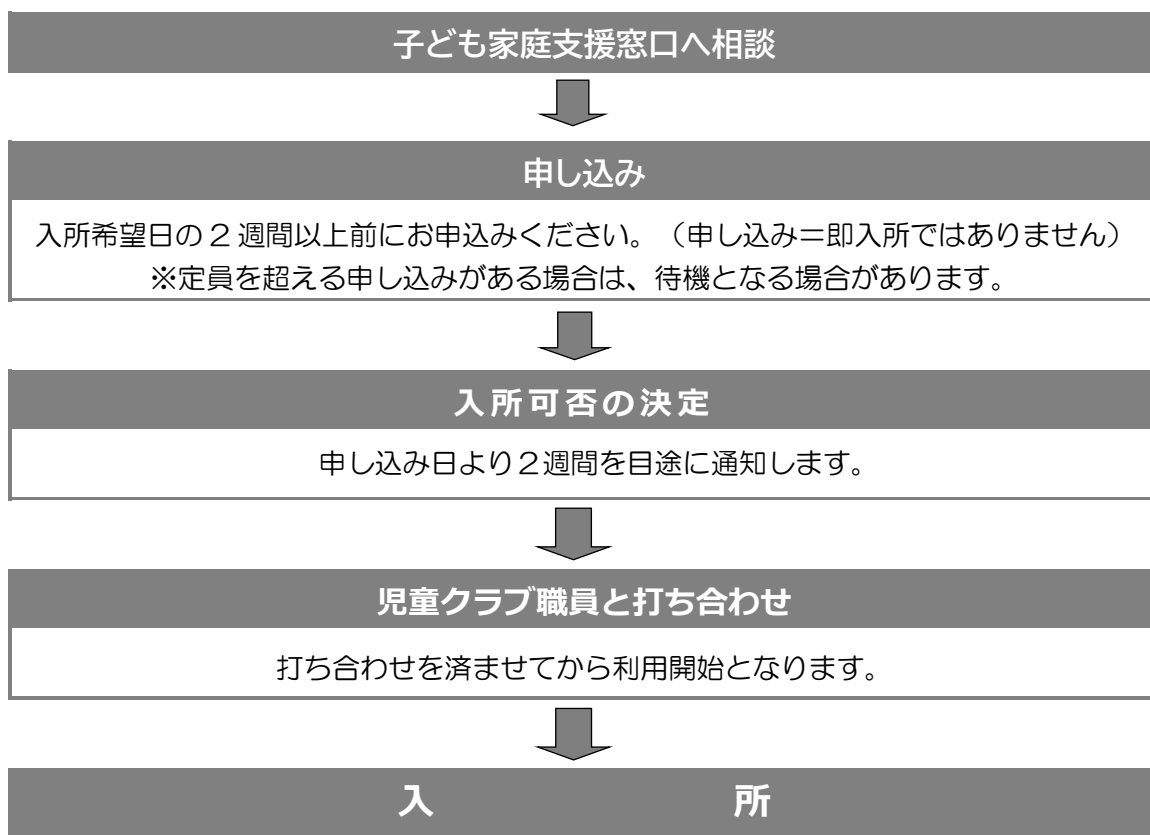 子ども家庭支援窓口へ相談
申し込み
入所希望日の２週間以上前にお申込みください。（申し込み＝即入所ではありません）
※定員を超える申し込みがある場合は、待機となる場合があります。
入所可否の決定
申し込み日より２週間を目途に通知します。
児童クラブ職員と打ち合わせ
打ち合わせを済ませてから利用開始となります。
入　　　　　所